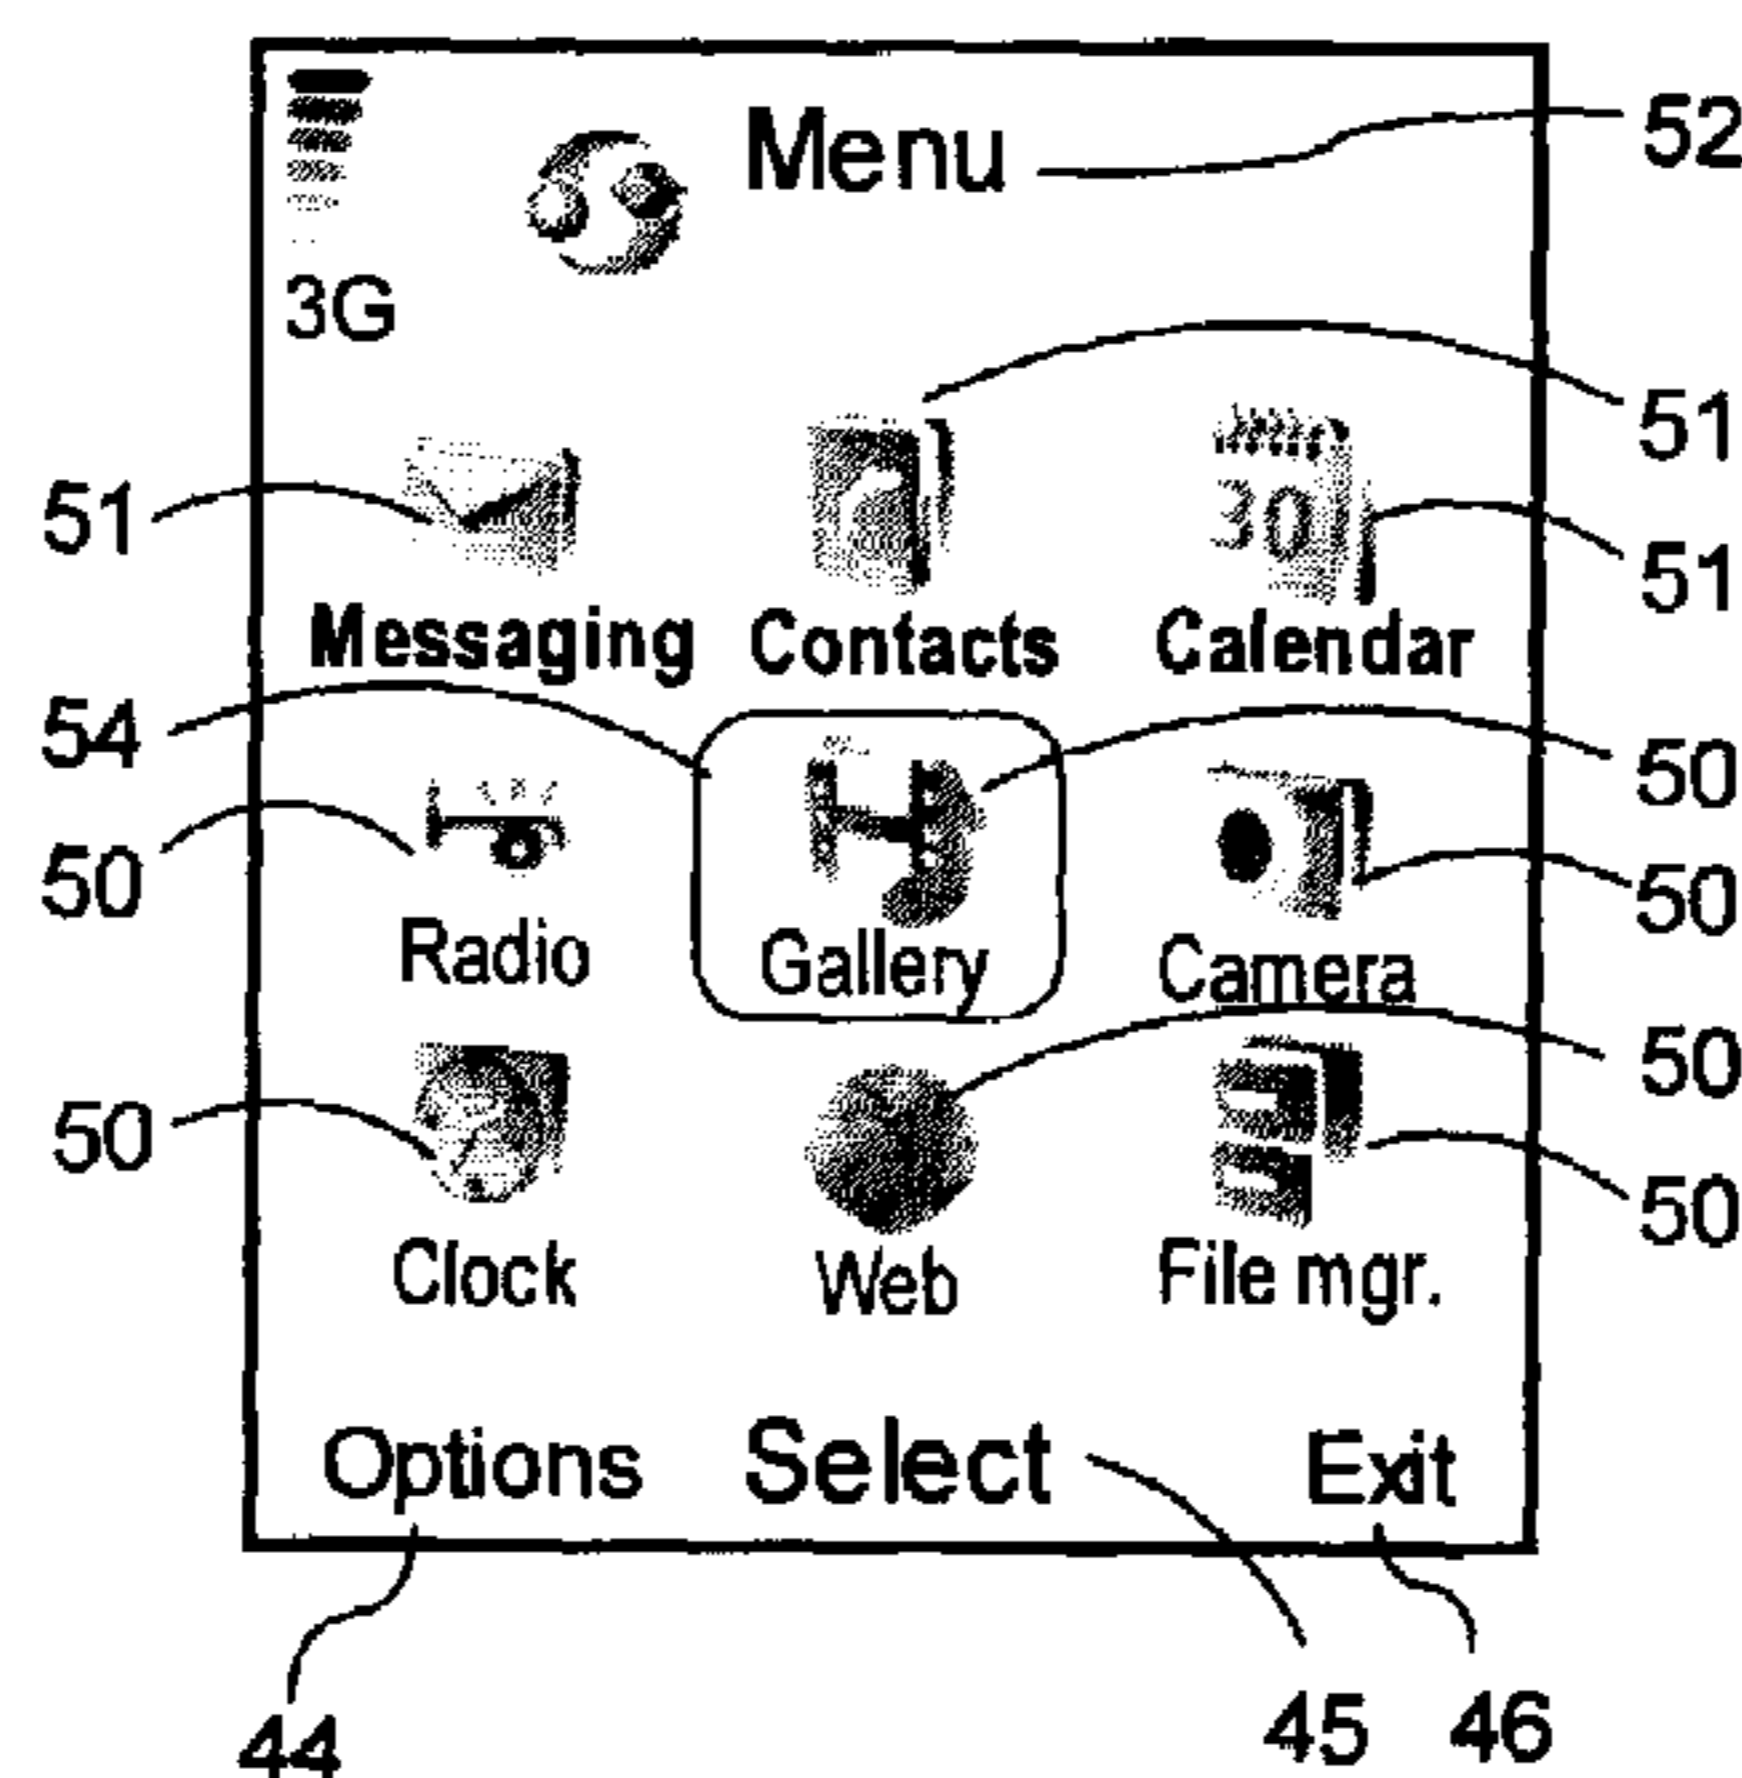 Menu 52
3G
51
51 30 51
Messaging Contacts Calendar
54 50
50 50
Radio Gallery Camera
50
50 50
Clock Web File mgr.
Options Select Exit
44 45 46